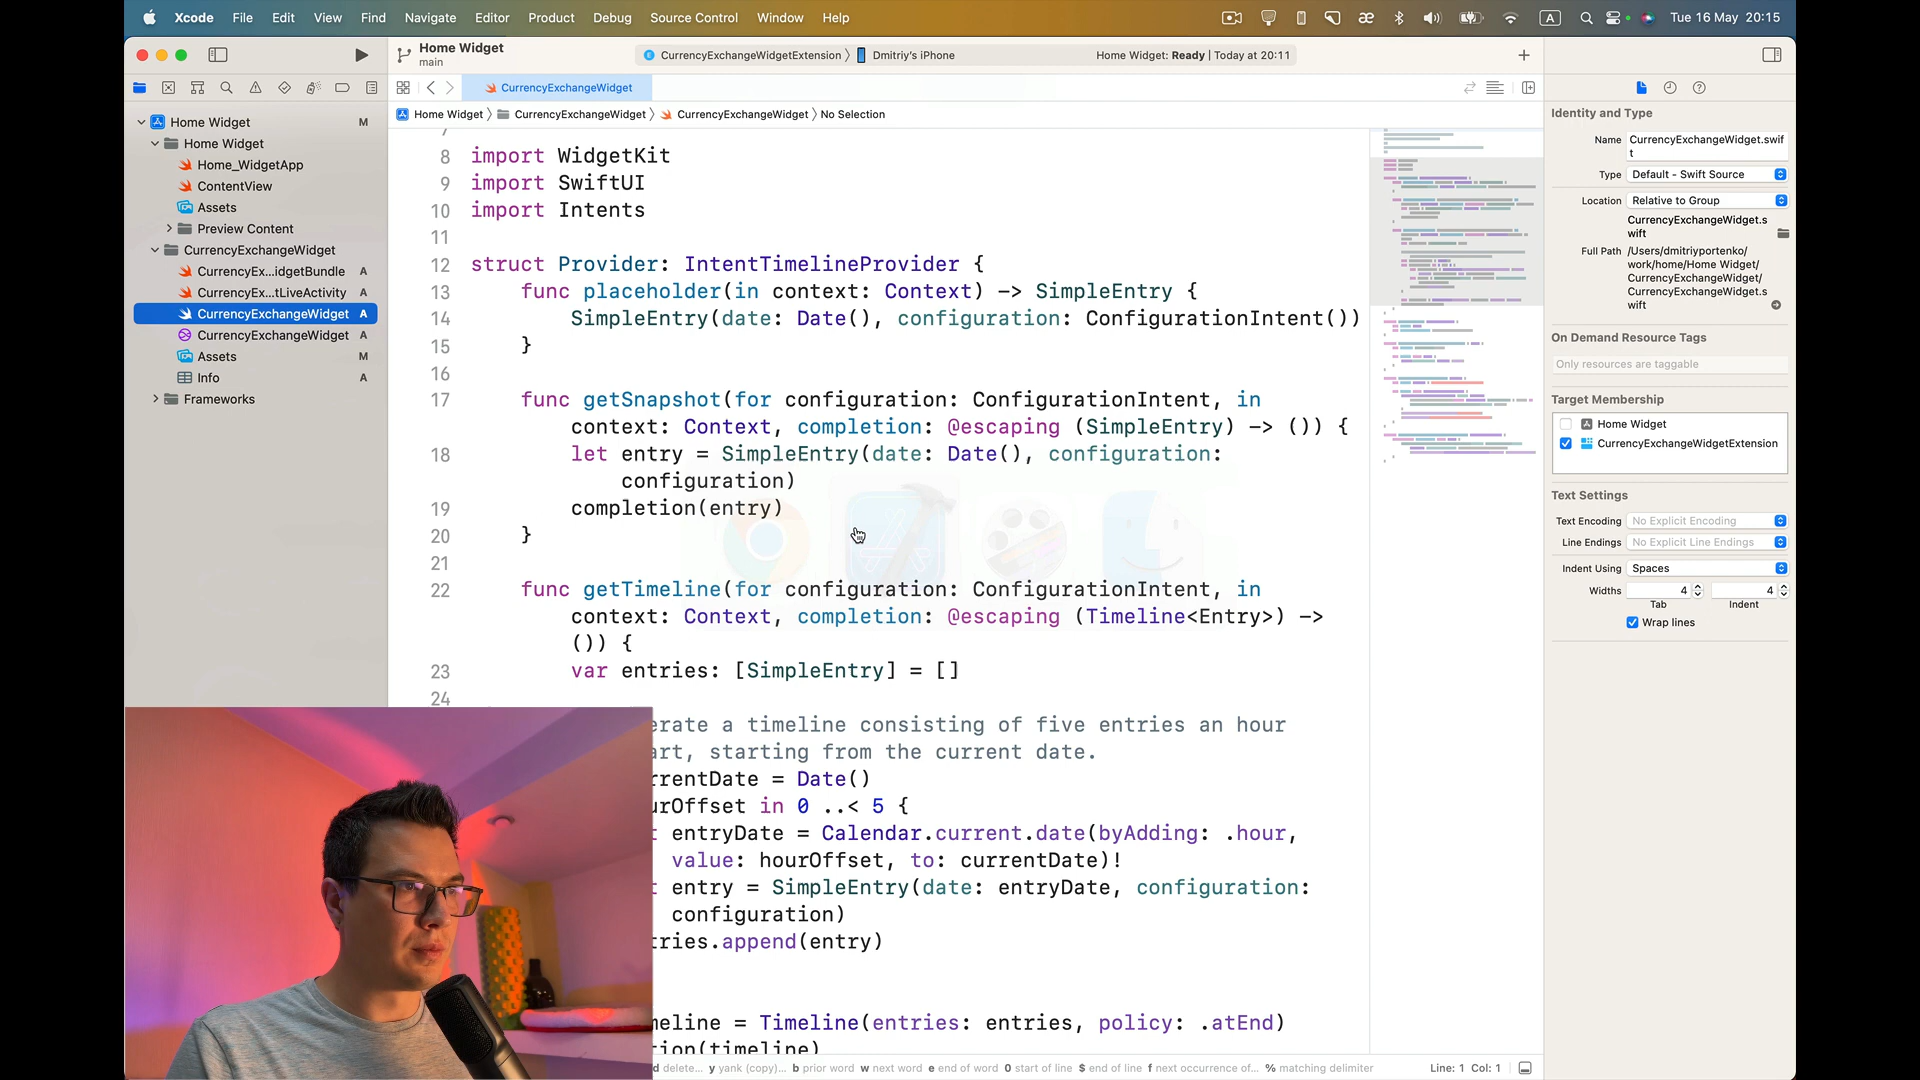 Xcode File Edit View Find Navigate Editor Product Debug Source Control Window Help
æ A Tue 16 May 20:15
Home Widget
main
CurrencyExchangeWidgetExtension 〉 Dmitriy's iPhone
Home Widget: Ready | Today at 20:11
CurrencyExchangeWidget
Home Widget 〉 CurrencyExchangeWidget 〉 CurrencyExchangeWidget 〉 No Selection
Home Widget M
Home Widget
Home_WidgetApp
ContentView
Assets
Preview Content
CurrencyExchangeWidget
CurrencyEx...idgetBundle A
CurrencyEx...tLiveActivity A
CurrencyExchangeWidget A
CurrencyExchangeWidget A
Assets M
Info A
Frameworks
7
8 import WidgetKit
9 import SwiftUI
10 import Intents
11
12 struct Provider: IntentTimelineProvider {
13 func placeholder(in context: Context) -> SimpleEntry {
14 SimpleEntry(date: Date(), configuration: ConfigurationIntent())
15 }
16
17 func getSnapshot(for configuration: ConfigurationIntent, in
context: Context, completion: @escaping (SimpleEntry) -> ()) {
18 let entry = SimpleEntry(date: Date(), configuration:
configuration)
19 completion(entry)
20 }
21
22 func getTimeline(for configuration: ConfigurationIntent, in
context: Context, completion: @escaping (Timeline<Entry>) ->
()) {
23 var entries: [SimpleEntry] = []
24
erate a timeline consisting of five entries an hour
art, starting from the current date.
rrentDate = Date()
urOffset in 0 ..< 5 {
t entryDate = Calendar.current.date(byAdding: .hour,
value: hourOffset, to: currentDate)!
t entry = SimpleEntry(date: entryDate, configuration:
configuration)
tries.append(entry)
meline = Timeline(entries: entries, policy: .atEnd)
tion(timeline)
d delete... y yank (copy)... b prior word w next word e end of word 0 start of line $ end of line f next occurrence of... % matching delimiter
Line: 1 Col: 1
Identity and Type
Name CurrencyExchangeWidget.swif
t
Type Default - Swift Source
Location Relative to Group
CurrencyExchangeWidget.s
wift
Full Path /Users/dmitriyportenko/
work/home/Home Widget/
CurrencyExchangeWidget/
CurrencyExchangeWidget.s
wift
On Demand Resource Tags
Only resources are taggable
Target Membership
Home Widget
CurrencyExchangeWidgetExtension
Text Settings
Text Encoding No Explicit Encoding
Line Endings No Explicit Line Endings
Indent Using Spaces
Widths 4 4
Tab Indent
Wrap lines